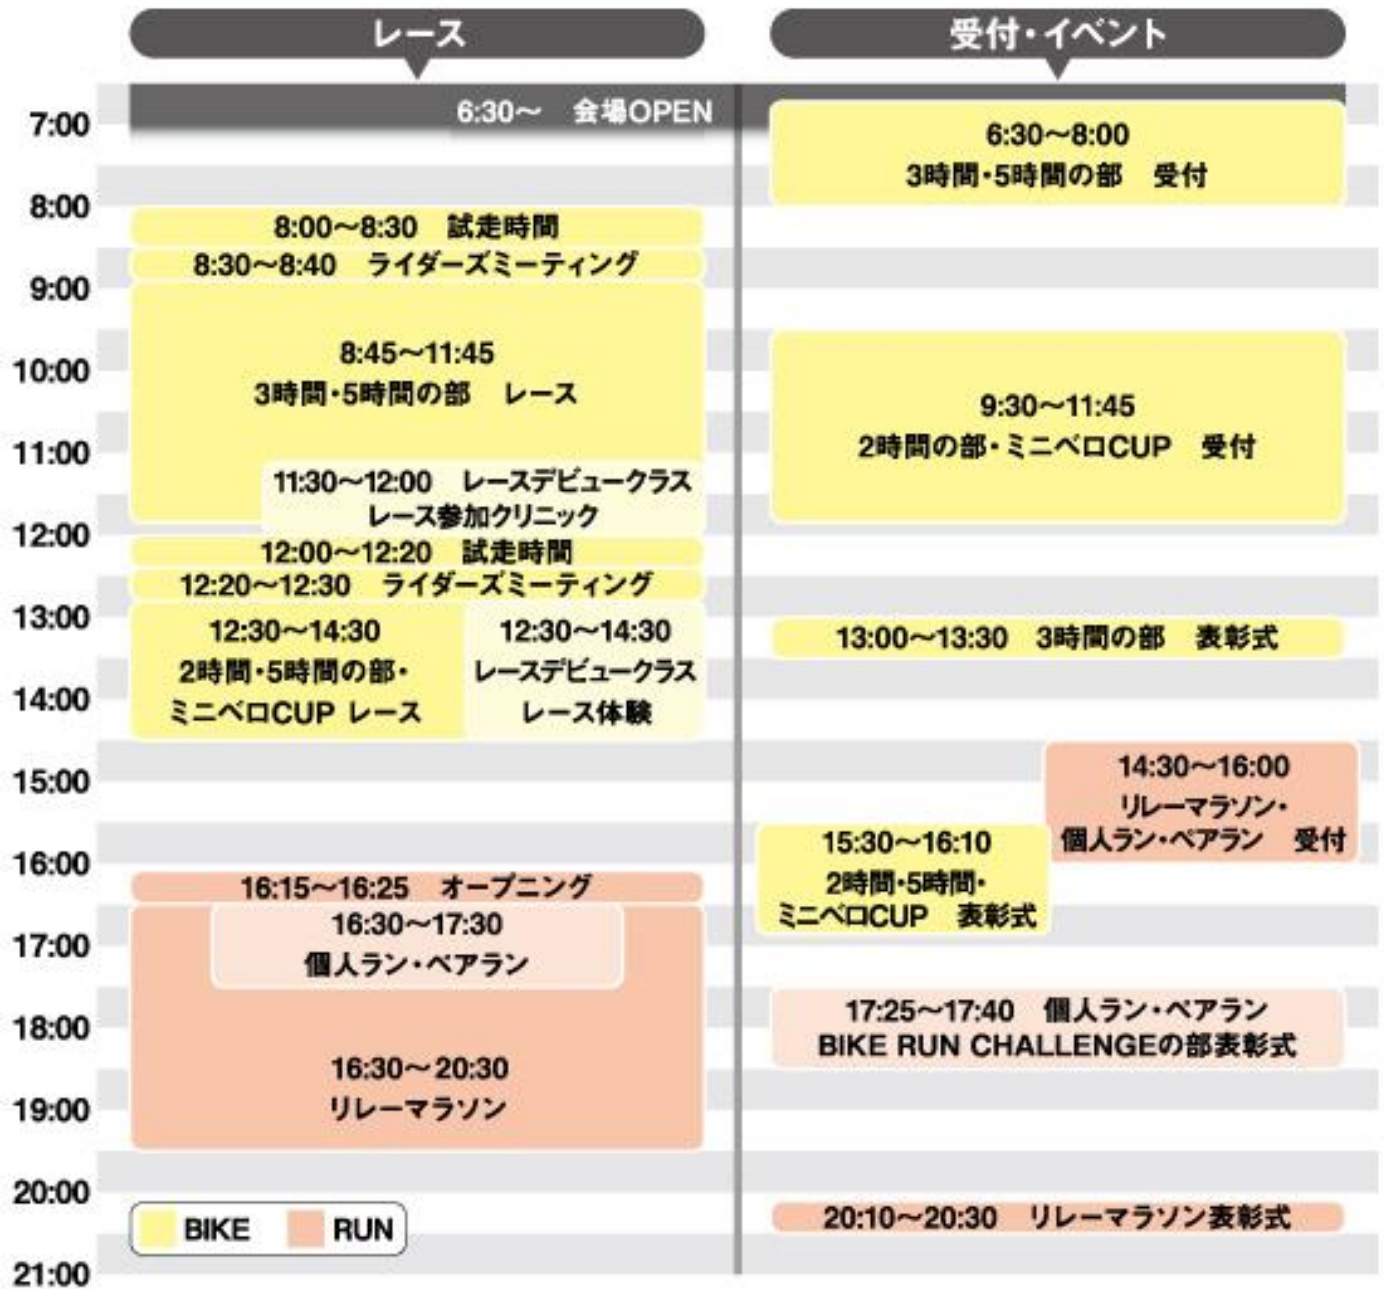 レース
受付・イベント
6:30～ 会場OPEN
7:00
8:00
9:00
10:00
11:00
12:00
13:00
14:00
15:00
16:00
17:00
18:00
19:00
20:00
21:00
8:00～8:30 試走時間
8:30～8:40 ライダーズミーティング
8:45～11:45
3時間・5時間の部 レース
11:30～12:00 レースデビュークラス
レース参加クリニック
12:00～12:20 試走時間
12:20～12:30 ライダーズミーティング
12:30～14:30
2時間・5時間の部・
ミニベロCUP レース
12:30～14:30
レースデビュークラス
レース体験
16:15～16:25 オープニング
16:30～17:30
個人ラン・ペアラン
16:30～20:30
リレーマラソン
BIKE RUN
6:30～8:00
3時間・5時間の部 受付
9:30～11:45
2時間の部・ミニベロCUP 受付
13:00～13:30 3時間の部 表彰式
14:30～16:00
リレーマラソン・
個人ラン・ペアラン 受付
15:30～16:10
2時間・5時間・
ミニベロCUP 表彰式
17:25～17:40 個人ラン・ペアラン
BIKE RUN CHALLENGEの部表彰式
20:10～20:30 リレーマラソン表彰式